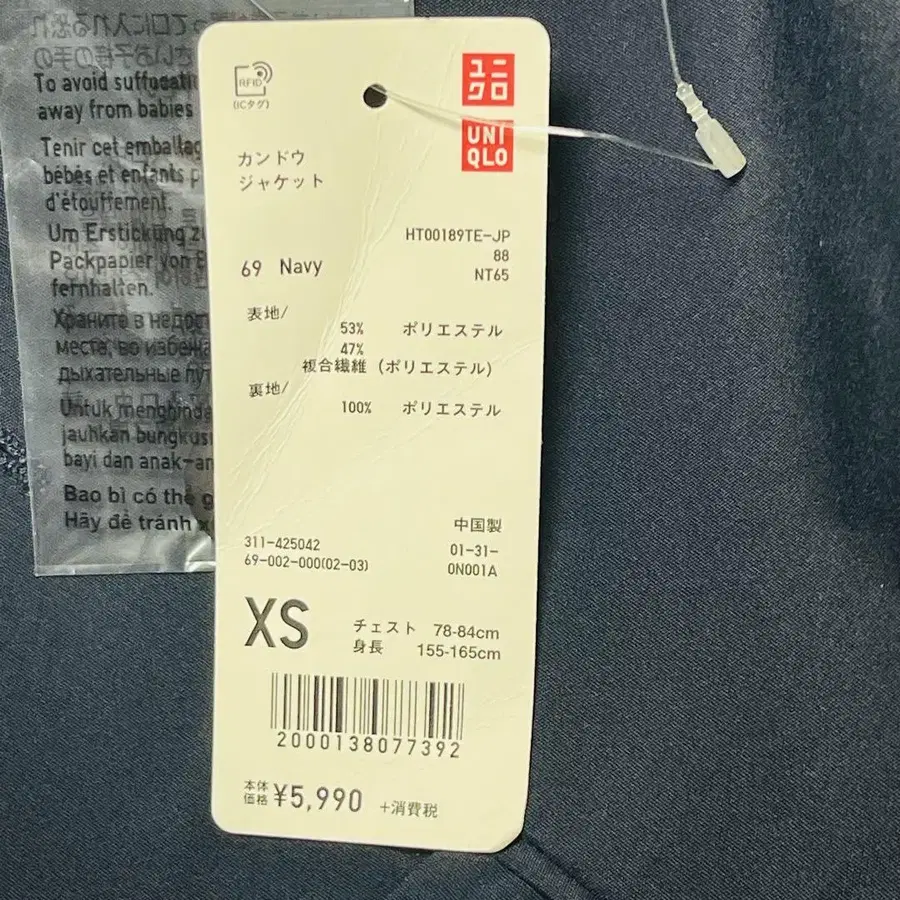 To avoid suffocati
away from babies
Tenir cet emballag
bébés et enfants p
d'étouffement.
Um Erstickung zu
Packpapier von
fernhalten.
Храните в недос
месте, во избежа
дыхательные пут
Untuk menghinda
jauhkan bungkus
bayi dan anak-an
Bao bì có thể g
Hãy để tránh x
RFID
(ICタグ)
ユニ
クロ
UNI
QLO
カンドウ
ジャケット
HT00189TE-JP
88
69 Navy
NT65
表地/
53% ポリエステル
47%
複合繊維 (ポリエステル)
裏地/
100% ポリエステル
中国製
311-425042
01-31-
69-002-000(02-03)
0N001A
XS
チェスト 78-84cm
身長 155-165cm
2000138077392
本体
価格 ¥5,990 +消費税